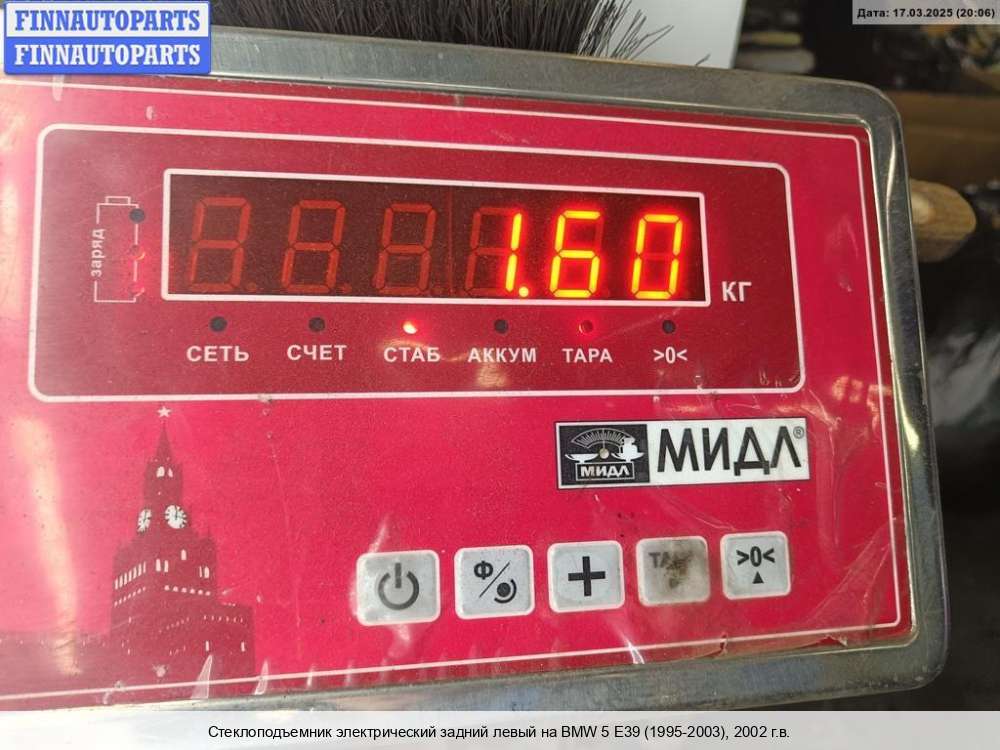 FINNAUTOPARTS
FINNAUTOPARTS
Дата: 17.03.2025 (20:06)
заряд
1.60
КГ
СЕТЬ СЧЕТ СТАБ АККУМ ТАРА >0<
МИДЛ МИДЛ®
Ф + >0<
Стеклоподъемник электрический задний левый на BMW 5 E39 (1995-2003), 2002 г.в.